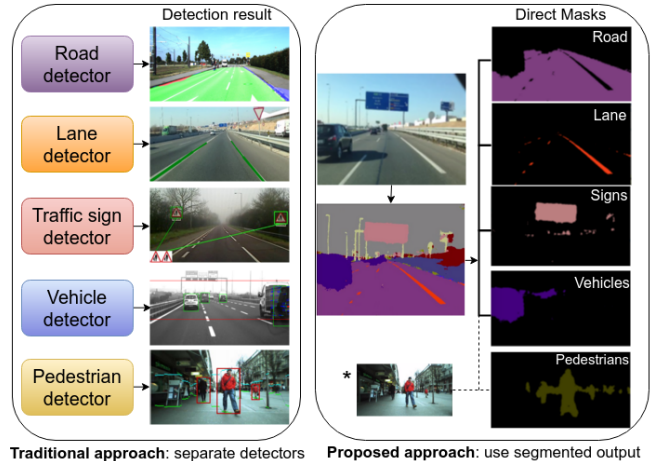 Detection result
Road
detector
Lane
detector
Traffic sign
detector
Vehicle
detector
Pedestrian
detector
Traditional approach: separate detectors
Direct Masks
Road
Lane
Signs
Vehicles
*
Pedestrians
Proposed approach: use segmented output